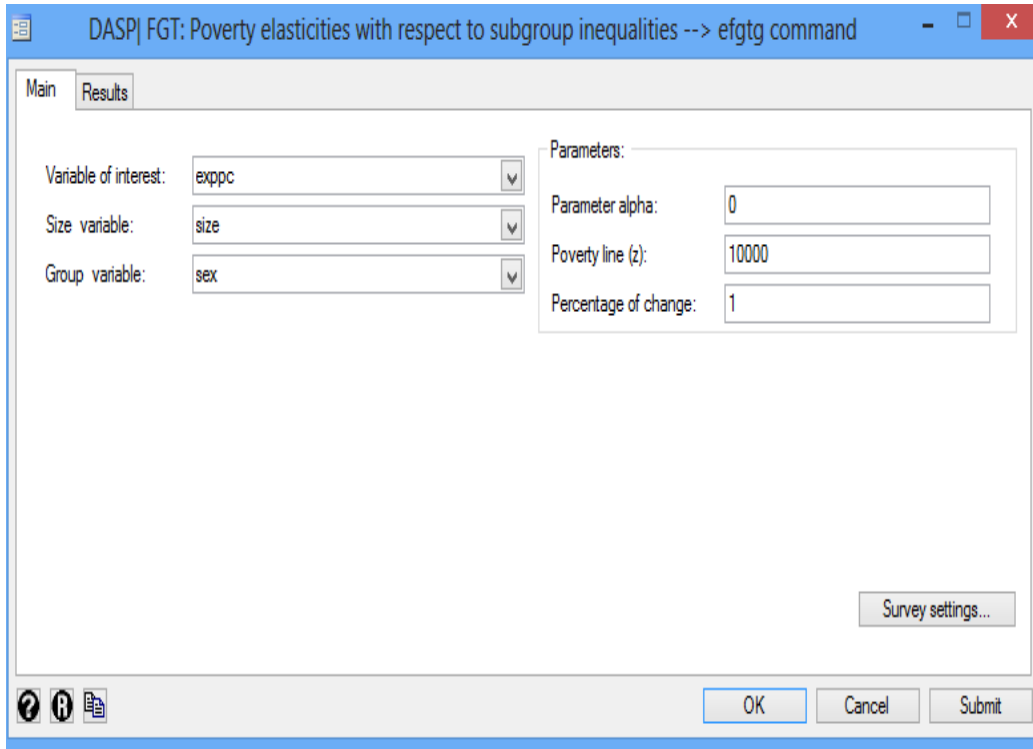 DASP| FGT: Poverty elasticities with respect to subgroup inequalities --> efgtg command
Main Results
Variable of interest: exppc
Size variable: size
Group variable: sex
Parameters:
Parameter alpha: 0
Poverty line (z): 10000
Percentage of change: 1
Survey settings...
OK Cancel Submit